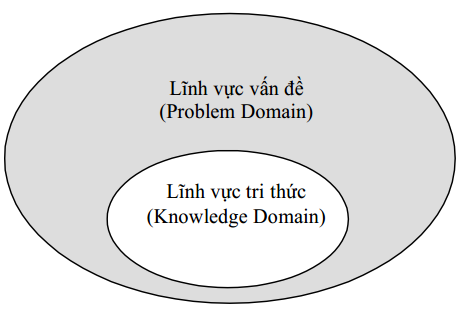 Lĩnh vực vấn đề
(Problem Domain)
Lĩnh vực tri thức
(Knowledge Domain)